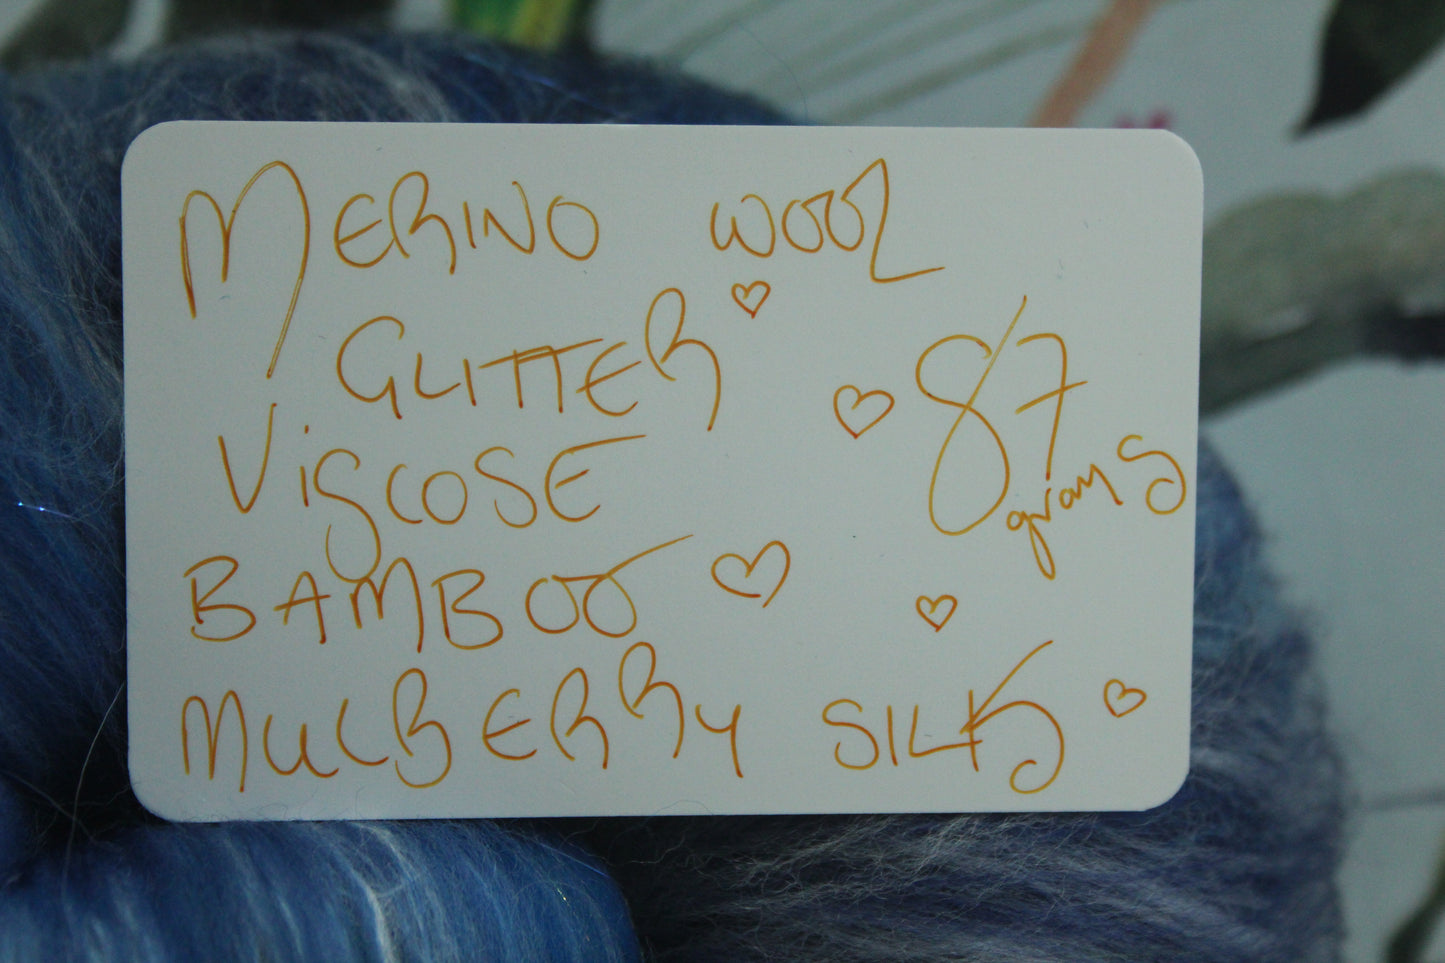 MERINO WOOL
GLITTER
87
grams
ViSCOSE
BAMBOO
MULBERRY SILK